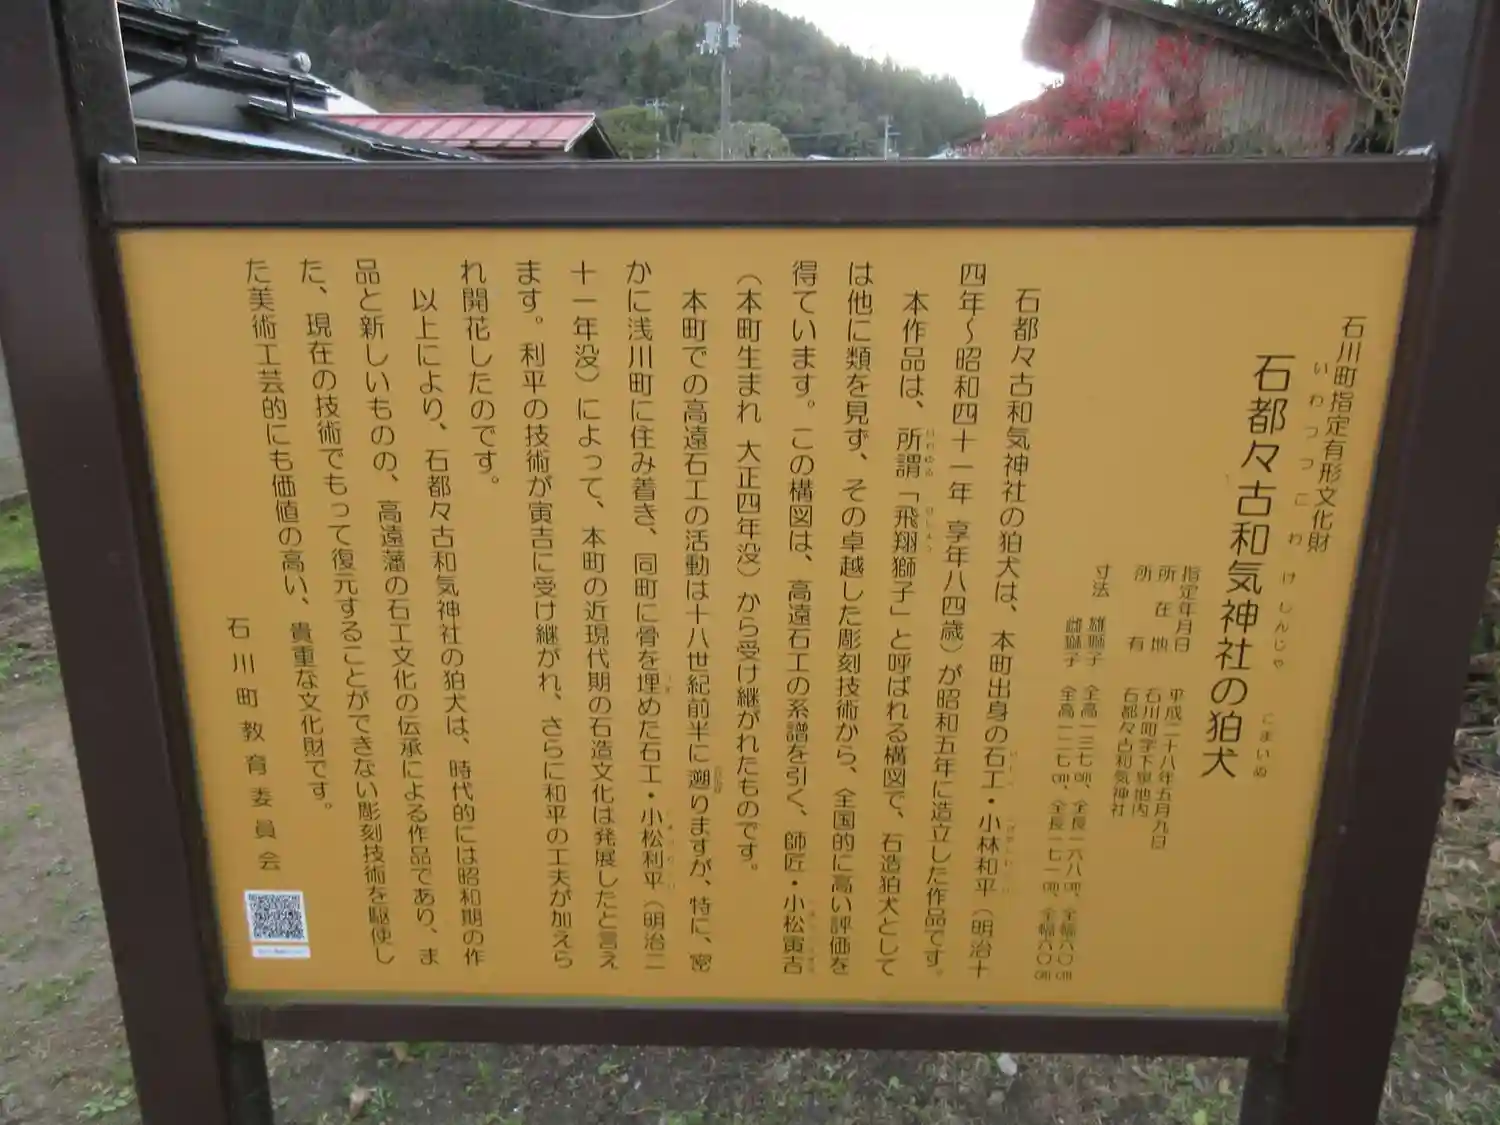 石川町指定有形文化財
いわつつこわけしんじゃ こまいぬ
石都々古和気神社の狛犬
指定年月日 平成二十八年五月九日
所在地 石川町字下泉地内
所有 石都々古和気神社
寸法 雄獅子 全高一三七㎝、全長一六八㎝、全幅六〇㎝
雌獅子 全高一二七㎝、全長一七一㎝、全幅六〇㎝
石都々古和気神社の狛犬は、本町出身の石工・小林和平（明治十
四年～昭和四十一年 享年八四歳）が昭和五年に造立した作品です。
本作品は、所謂「飛翔獅子」と呼ばれる構図で、石造狛犬として
は他に類を見ず、その卓越した彫刻技術から、全国的に高い評価を
得ています。この構図は、高遠石工の系譜を引く、師匠・小松寅吉
（本町生まれ 大正四年没）から受け継がれたものです。
本町での高遠石工の活動は十八世紀前半に遡りますが、特に、密
かに浅川町に住み着き、同町に骨を埋めた石工・小松利平（明治二
十一年没）によって、本町の近現代期の石造文化は発展したと言え
ます。利平の技術が寅吉に受け継がれ、さらに和平の工夫が加えら
れ開花したのです。
以上により、石都々古和気神社の狛犬は、時代的には昭和期の作
品と新しいものの、高遠藩の石工文化の伝承による作品であり、ま
た、現在の技術でもって復元することができない彫刻技術を駆使し
た美術工芸的にも価値の高い、貴重な文化財です。
石川町教育委員会